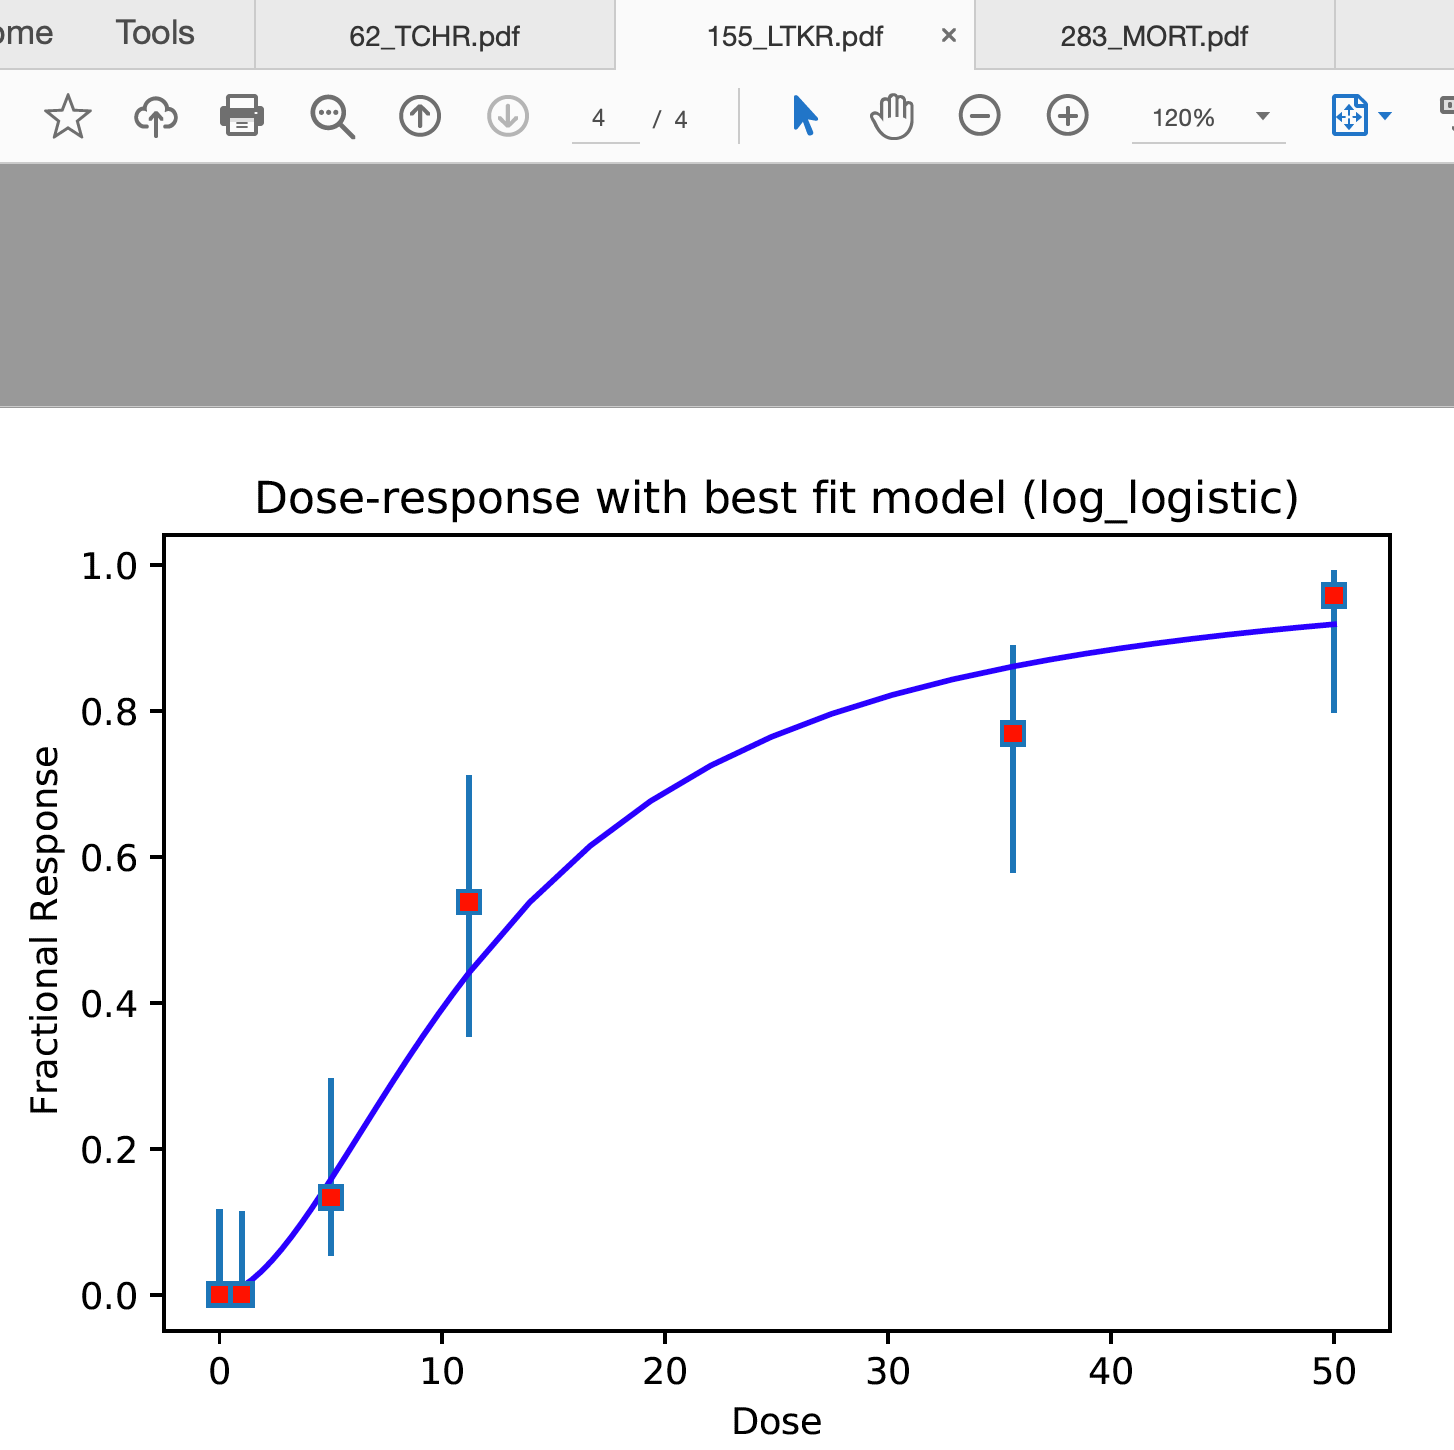 ome Tools 62_TCHR.pdf 155_LTKR.pdf × 283_MORT.pdf
4 / 4 120%
Dose-response with best fit model (log_logistic)
1.0
0.8
0.6
0.4
0.2
0.0
Fractional Response
0 10 20 30 40 50
Dose